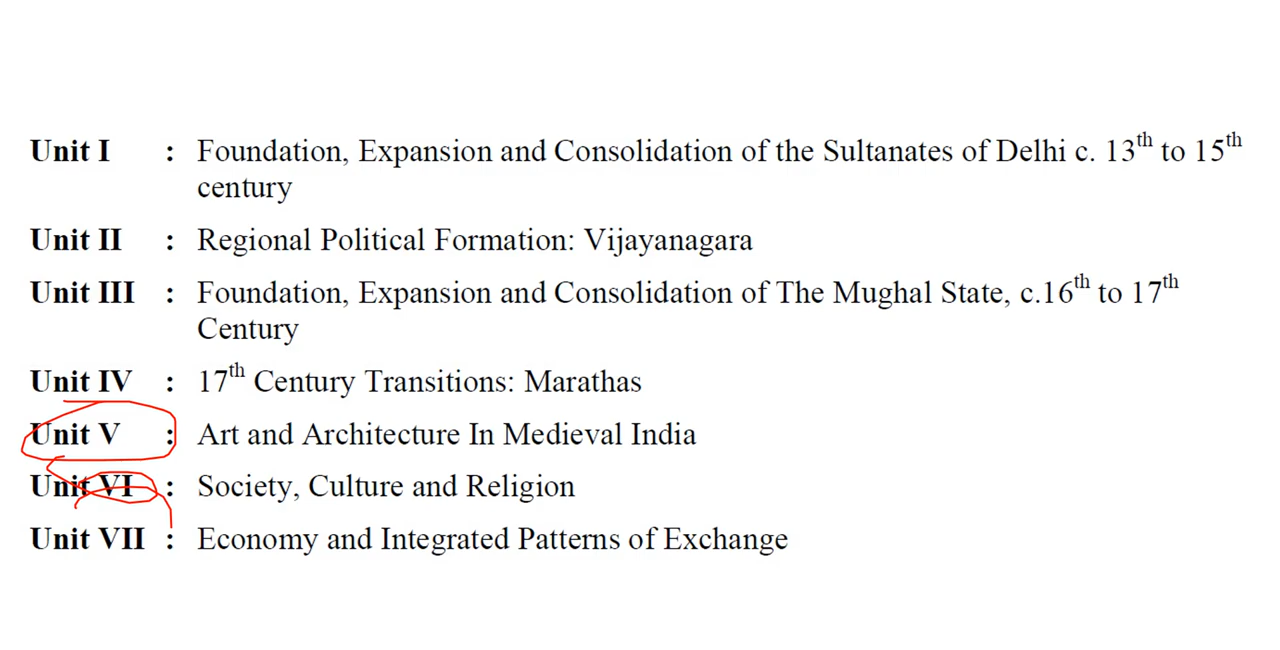 Unit I : Foundation, Expansion and Consolidation of the Sultanates of Delhi c. 13th to 15th
century
Unit II : Regional Political Formation: Vijayanagara
Unit III : Foundation, Expansion and Consolidation of The Mughal State, c.16th to 17th
Century
Unit IV : 17th Century Transitions: Marathas
Unit V : Art and Architecture In Medieval India
Unit VI : Society, Culture and Religion
Unit VII : Economy and Integrated Patterns of Exchange